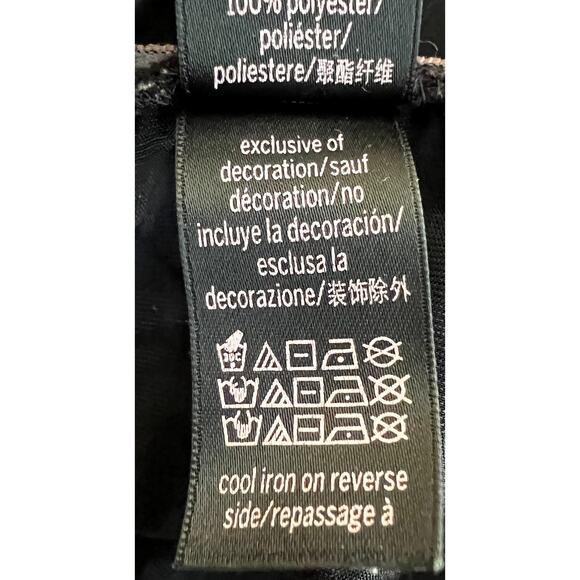 100% polyester/
poliéster/
poliestere/聚酯纤维
exclusive of
decoration/sauf
décoration/no
incluye la decoración/
esclusa la
decorazione/装饰除外
30C
cool iron on reverse
side/repassage à